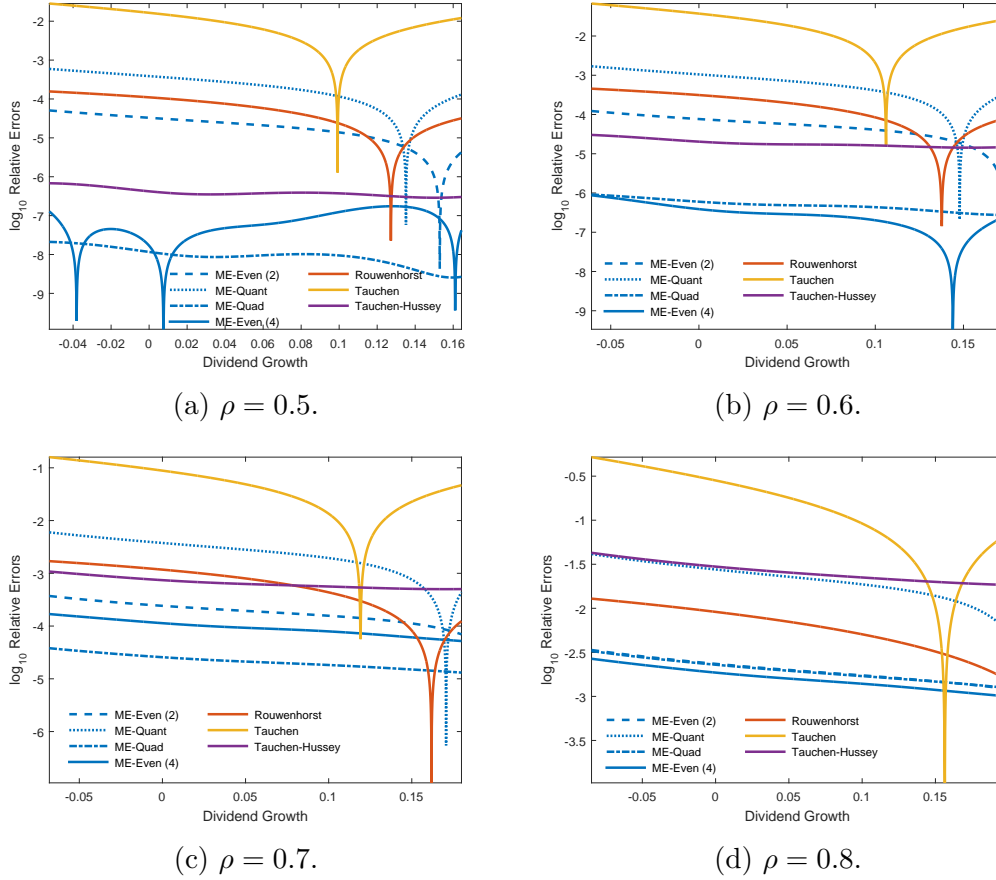 -2
-3
-4
-5
-6
-7
-8
-9
log10 Relative Errors
ME-Even (2)
ME-Quant
ME-Quad
ME-Even (4)
Rouwenhorst
Tauchen
Tauchen-Hussey
-0.04 -0.02 0 0.02 0.04 0.06 0.08 0.1 0.12 0.14 0.16
Dividend Growth
(a) ρ = 0.5.
-2
-3
-4
-5
-6
-7
-8
-9
log10 Relative Errors
ME-Even (2)
ME-Quant
ME-Quad
ME-Even (4)
Rouwenhorst
Tauchen
Tauchen-Hussey
-0.05 0 0.05 0.1 0.15
Dividend Growth
(b) ρ = 0.6.
-1
-2
-3
-4
-5
-6
log10 Relative Errors
ME-Even (2)
ME-Quant
ME-Quad
ME-Even (4)
Rouwenhorst
Tauchen
Tauchen-Hussey
-0.05 0 0.05 0.1 0.15
Dividend Growth
(c) ρ = 0.7.
-0.5
-1
-1.5
-2
-2.5
-3
-3.5
log10 Relative Errors
ME-Even (2)
ME-Quant
ME-Quad
ME-Even (4)
Rouwenhorst
Tauchen
Tauchen-Hussey
-0.05 0 0.05 0.1 0.15
Dividend Growth
(d) ρ = 0.8.